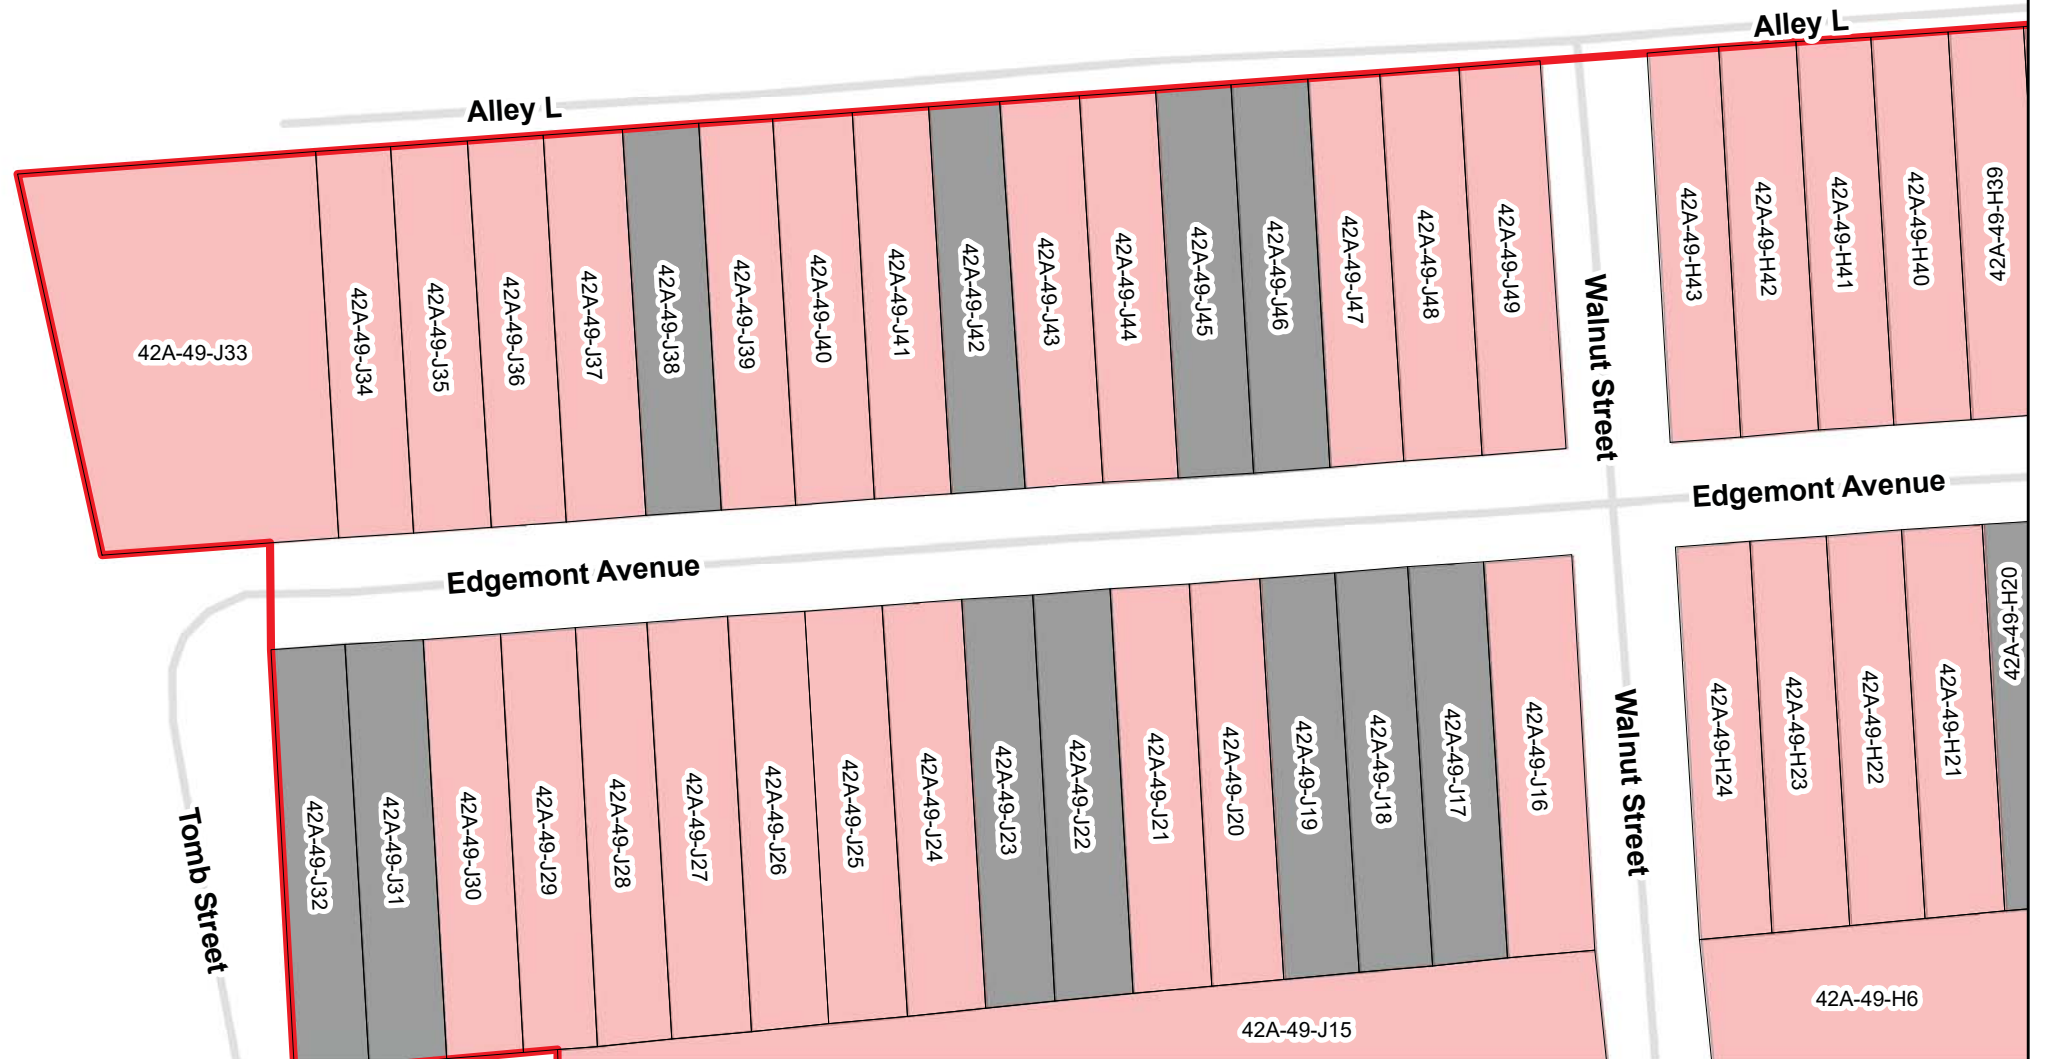 Alley L
Alley L
42A-49-J33
42A-49-J34
42A-49-J35
42A-49-J36
42A-49-J37
42A-49-J38
42A-49-J39
42A-49-J40
42A-49-J41
42A-49-J42
42A-49-J43
42A-49-J44
42A-49-J45
42A-49-J46
42A-49-J47
42A-49-J48
42A-49-J49
Walnut Street
42A-49-H43
42A-49-H42
42A-49-H41
42A-49-H40
42A-49-H39
Edgemont Avenue
Edgemont Avenue
Tomb Street
42A-49-J32
42A-49-J31
42A-49-J30
42A-49-J29
42A-49-J28
42A-49-J27
42A-49-J26
42A-49-J25
42A-49-J24
42A-49-J23
42A-49-J22
42A-49-J21
42A-49-J20
42A-49-J19
42A-49-J18
42A-49-J17
42A-49-J16
Walnut Street
42A-49-H24
42A-49-H23
42A-49-H22
42A-49-H21
42A-49-H20
42A-49-J15
42A-49-H6